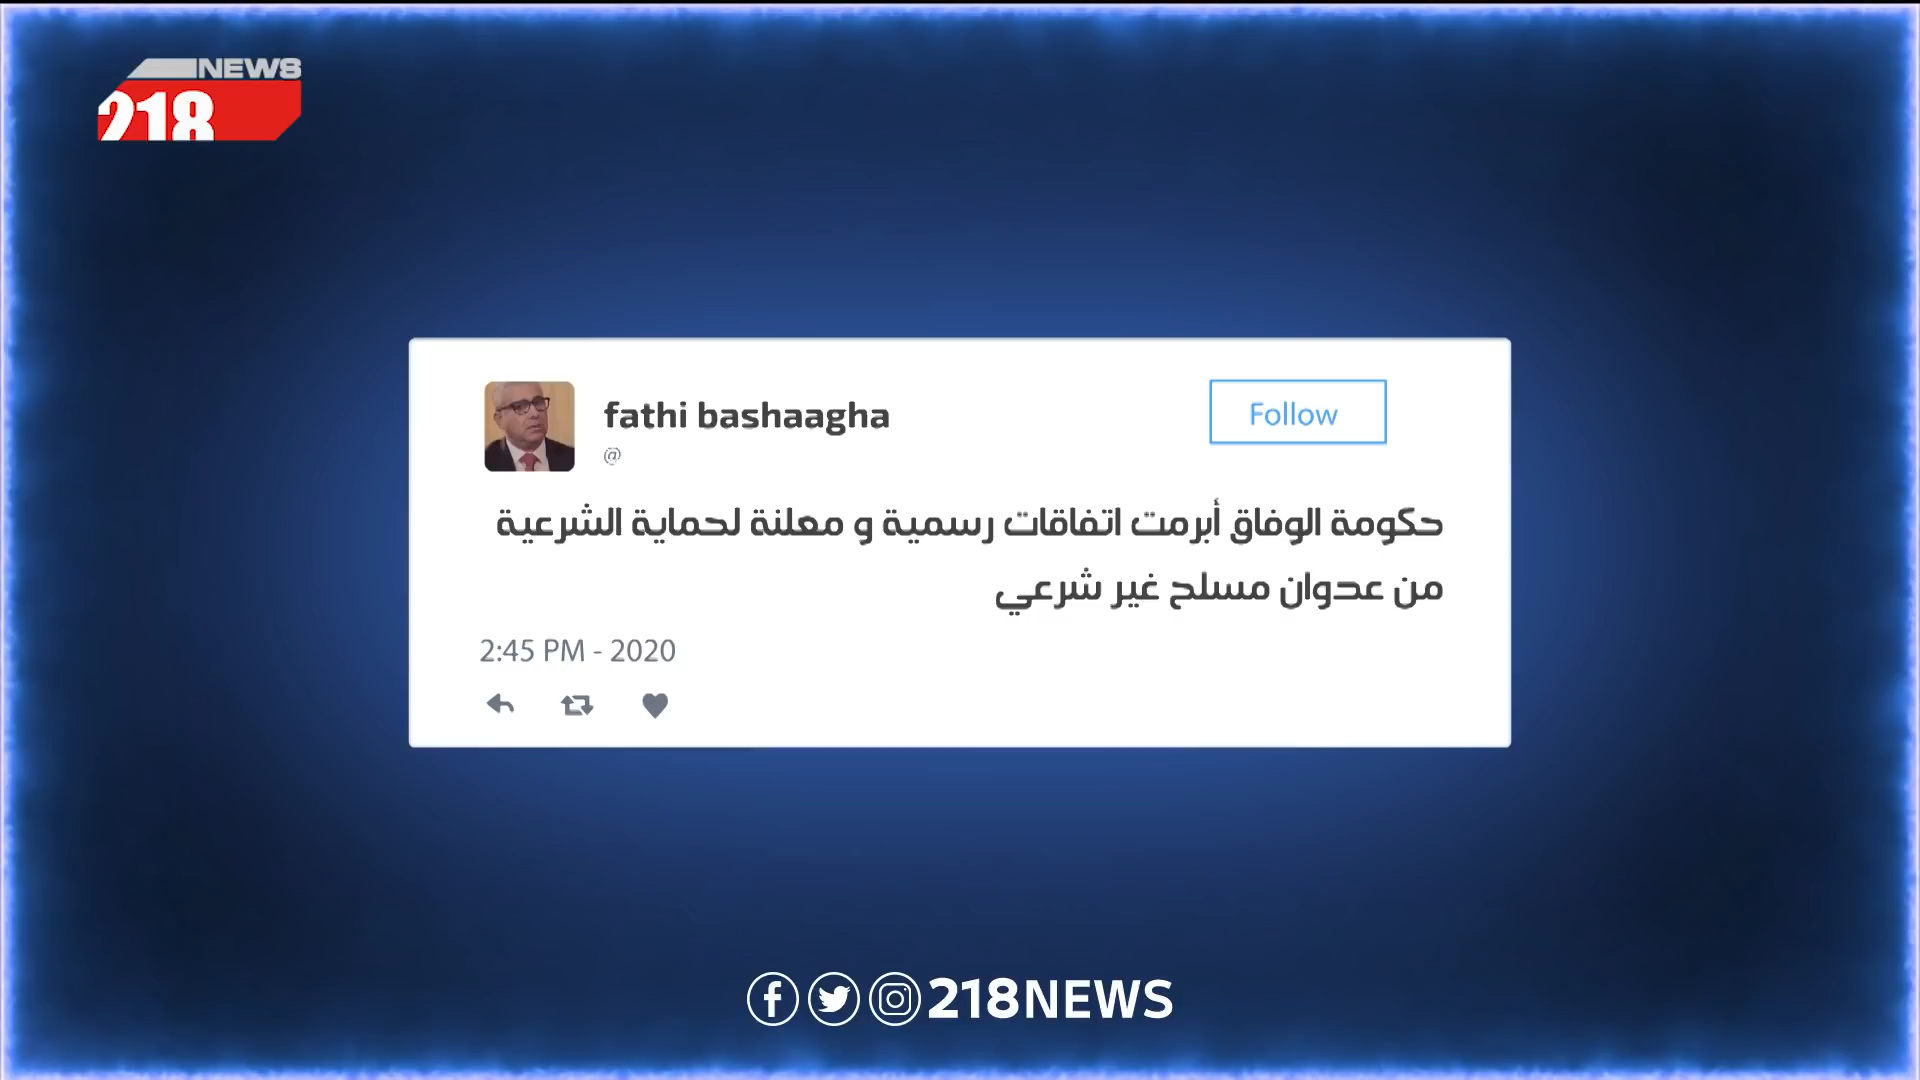 NEWS
218
fathi bashaagha
Follow
@
حكومة الوفاق أبرمت اتفاقات رسمية و معلنة لحماية الشرعية
من عدوان مسلح غير شرعي
2:45 PM - 2020
218NEWS